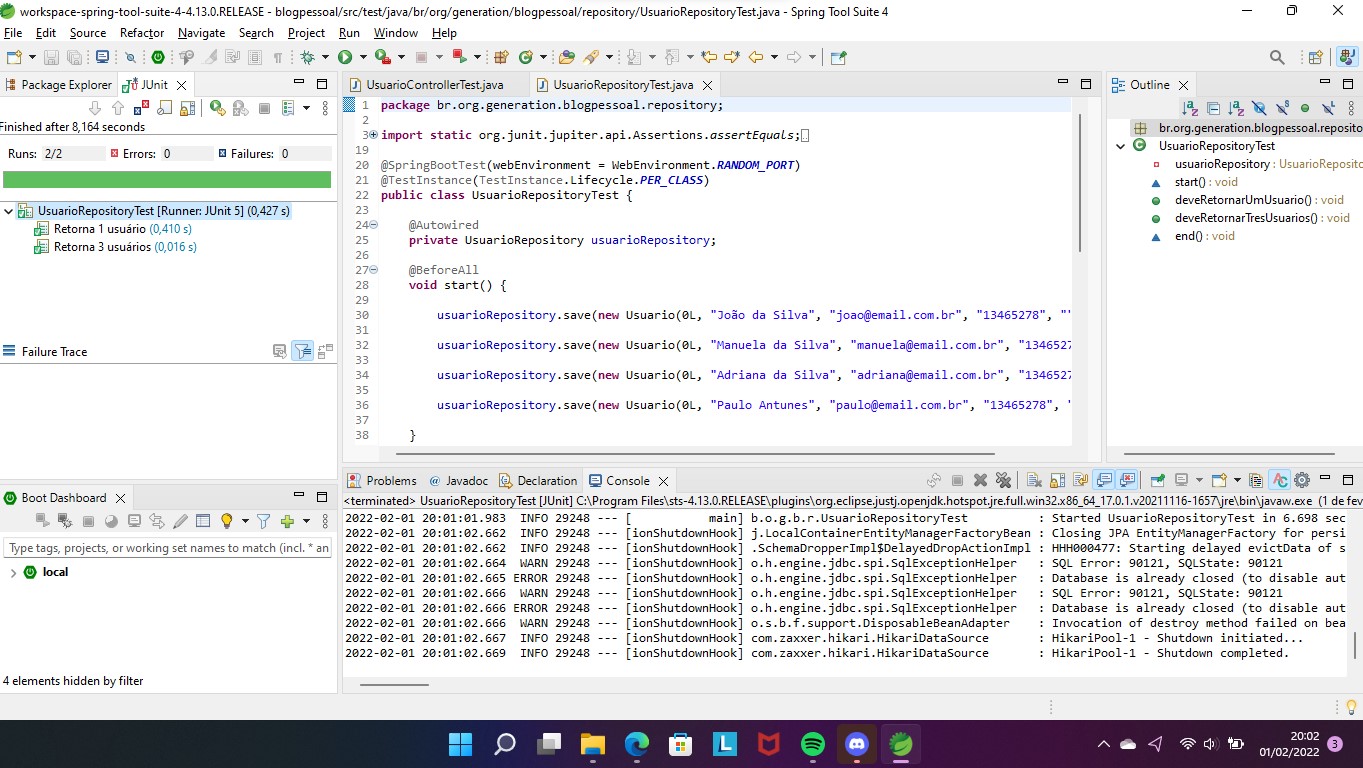 workspace-spring-tool-suite-4-4.13.0.RELEASE - blogpessoal/src/test/java/br/org/generation/blogpessoal/repository/UsuarioRepositoryTest.java - Spring Tool Suite 4
File Edit Source Refactor Navigate Search Project Run Window Help
Package Explorer JUnit
Finished after 8,164 seconds
Runs: 2/2 Errors: 0 Failures: 0
UsuarioRepositoryTest [Runner: JUnit 5] (0,427 s)
Retorna 1 usuário (0,410 s)
Retorna 3 usuários (0,016 s)
Failure Trace
Boot Dashboard
Type tags, projects, or working set names to match (incl. * an
local
4 elements hidden by filter
UsuarioControllerTest.java UsuarioRepositoryTest.java
1 package br.org.generation.blogpessoal.repository;
2
3 import static org.junit.jupiter.api.Assertions.assertEquals;
19
20 @SpringBootTest(webEnvironment = WebEnvironment.RANDOM_PORT)
21 @TestInstance(TestInstance.Lifecycle.PER_CLASS)
22 public class UsuarioRepositoryTest {
23
24 @Autowired
25 private UsuarioRepository usuarioRepository;
26
27 @BeforeAll
28 void start() {
29
30 usuarioRepository.save(new Usuario(0L, "João da Silva", "joao@email.com.br", "13465278", "
31
32 usuarioRepository.save(new Usuario(0L, "Manuela da Silva", "manuela@email.com.br", "1346527
33
34 usuarioRepository.save(new Usuario(0L, "Adriana da Silva", "adriana@email.com.br", "1346527
35
36 usuarioRepository.save(new Usuario(0L, "Paulo Antunes", "paulo@email.com.br", "13465278", "
37
38 }
Outline
br.org.generation.blogpessoal.reposito
UsuarioRepositoryTest
usuarioRepository : UsuarioReposito
start() : void
deveRetornarUmUsuario() : void
deveRetornarTresUsuarios() : void
end() : void
Problems @ Javadoc Declaration Console
<terminated> UsuarioRepositoryTest [JUnit] C:\Program Files\sts-4.13.0.RELEASE\plugins\org.eclipse.justj.openjdk.hotspot.jre.full.win32.x86_64_17.0.1.v20211116-1657\jre\bin\javaw.exe (1 de fev
2022-02-01 20:01:01.983 INFO 29248 --- [ main] b.o.g.b.r.UsuarioRepositoryTest : Started UsuarioRepositoryTest in 6.698 sec
2022-02-01 20:01:02.662 INFO 29248 --- [ionShutdownHook] j.LocalContainerEntityManagerFactoryBean : Closing JPA EntityManagerFactory for persi
2022-02-01 20:01:02.662 INFO 29248 --- [ionShutdownHook] .SchemaDropperImpl$DelayedDropActionImpl : HHH000477: Starting delayed evictData of s
2022-02-01 20:01:02.664 WARN 29248 --- [ionShutdownHook] o.h.engine.jdbc.spi.SqlExceptionHelper : SQL Error: 90121, SQLState: 90121
2022-02-01 20:01:02.665 ERROR 29248 --- [ionShutdownHook] o.h.engine.jdbc.spi.SqlExceptionHelper : Database is already closed (to disable aut
2022-02-01 20:01:02.666 WARN 29248 --- [ionShutdownHook] o.h.engine.jdbc.spi.SqlExceptionHelper : SQL Error: 90121, SQLState: 90121
2022-02-01 20:01:02.666 ERROR 29248 --- [ionShutdownHook] o.h.engine.jdbc.spi.SqlExceptionHelper : Database is already closed (to disable aut
2022-02-01 20:01:02.666 WARN 29248 --- [ionShutdownHook] o.s.b.f.support.DisposableBeanAdapter : Invocation of destroy method failed on bea
2022-02-01 20:01:02.667 INFO 29248 --- [ionShutdownHook] com.zaxxer.hikari.HikariDataSource : HikariPool-1 - Shutdown initiated...
2022-02-01 20:01:02.669 INFO 29248 --- [ionShutdownHook] com.zaxxer.hikari.HikariDataSource : HikariPool-1 - Shutdown completed.
L
20:02
01/02/2022
3